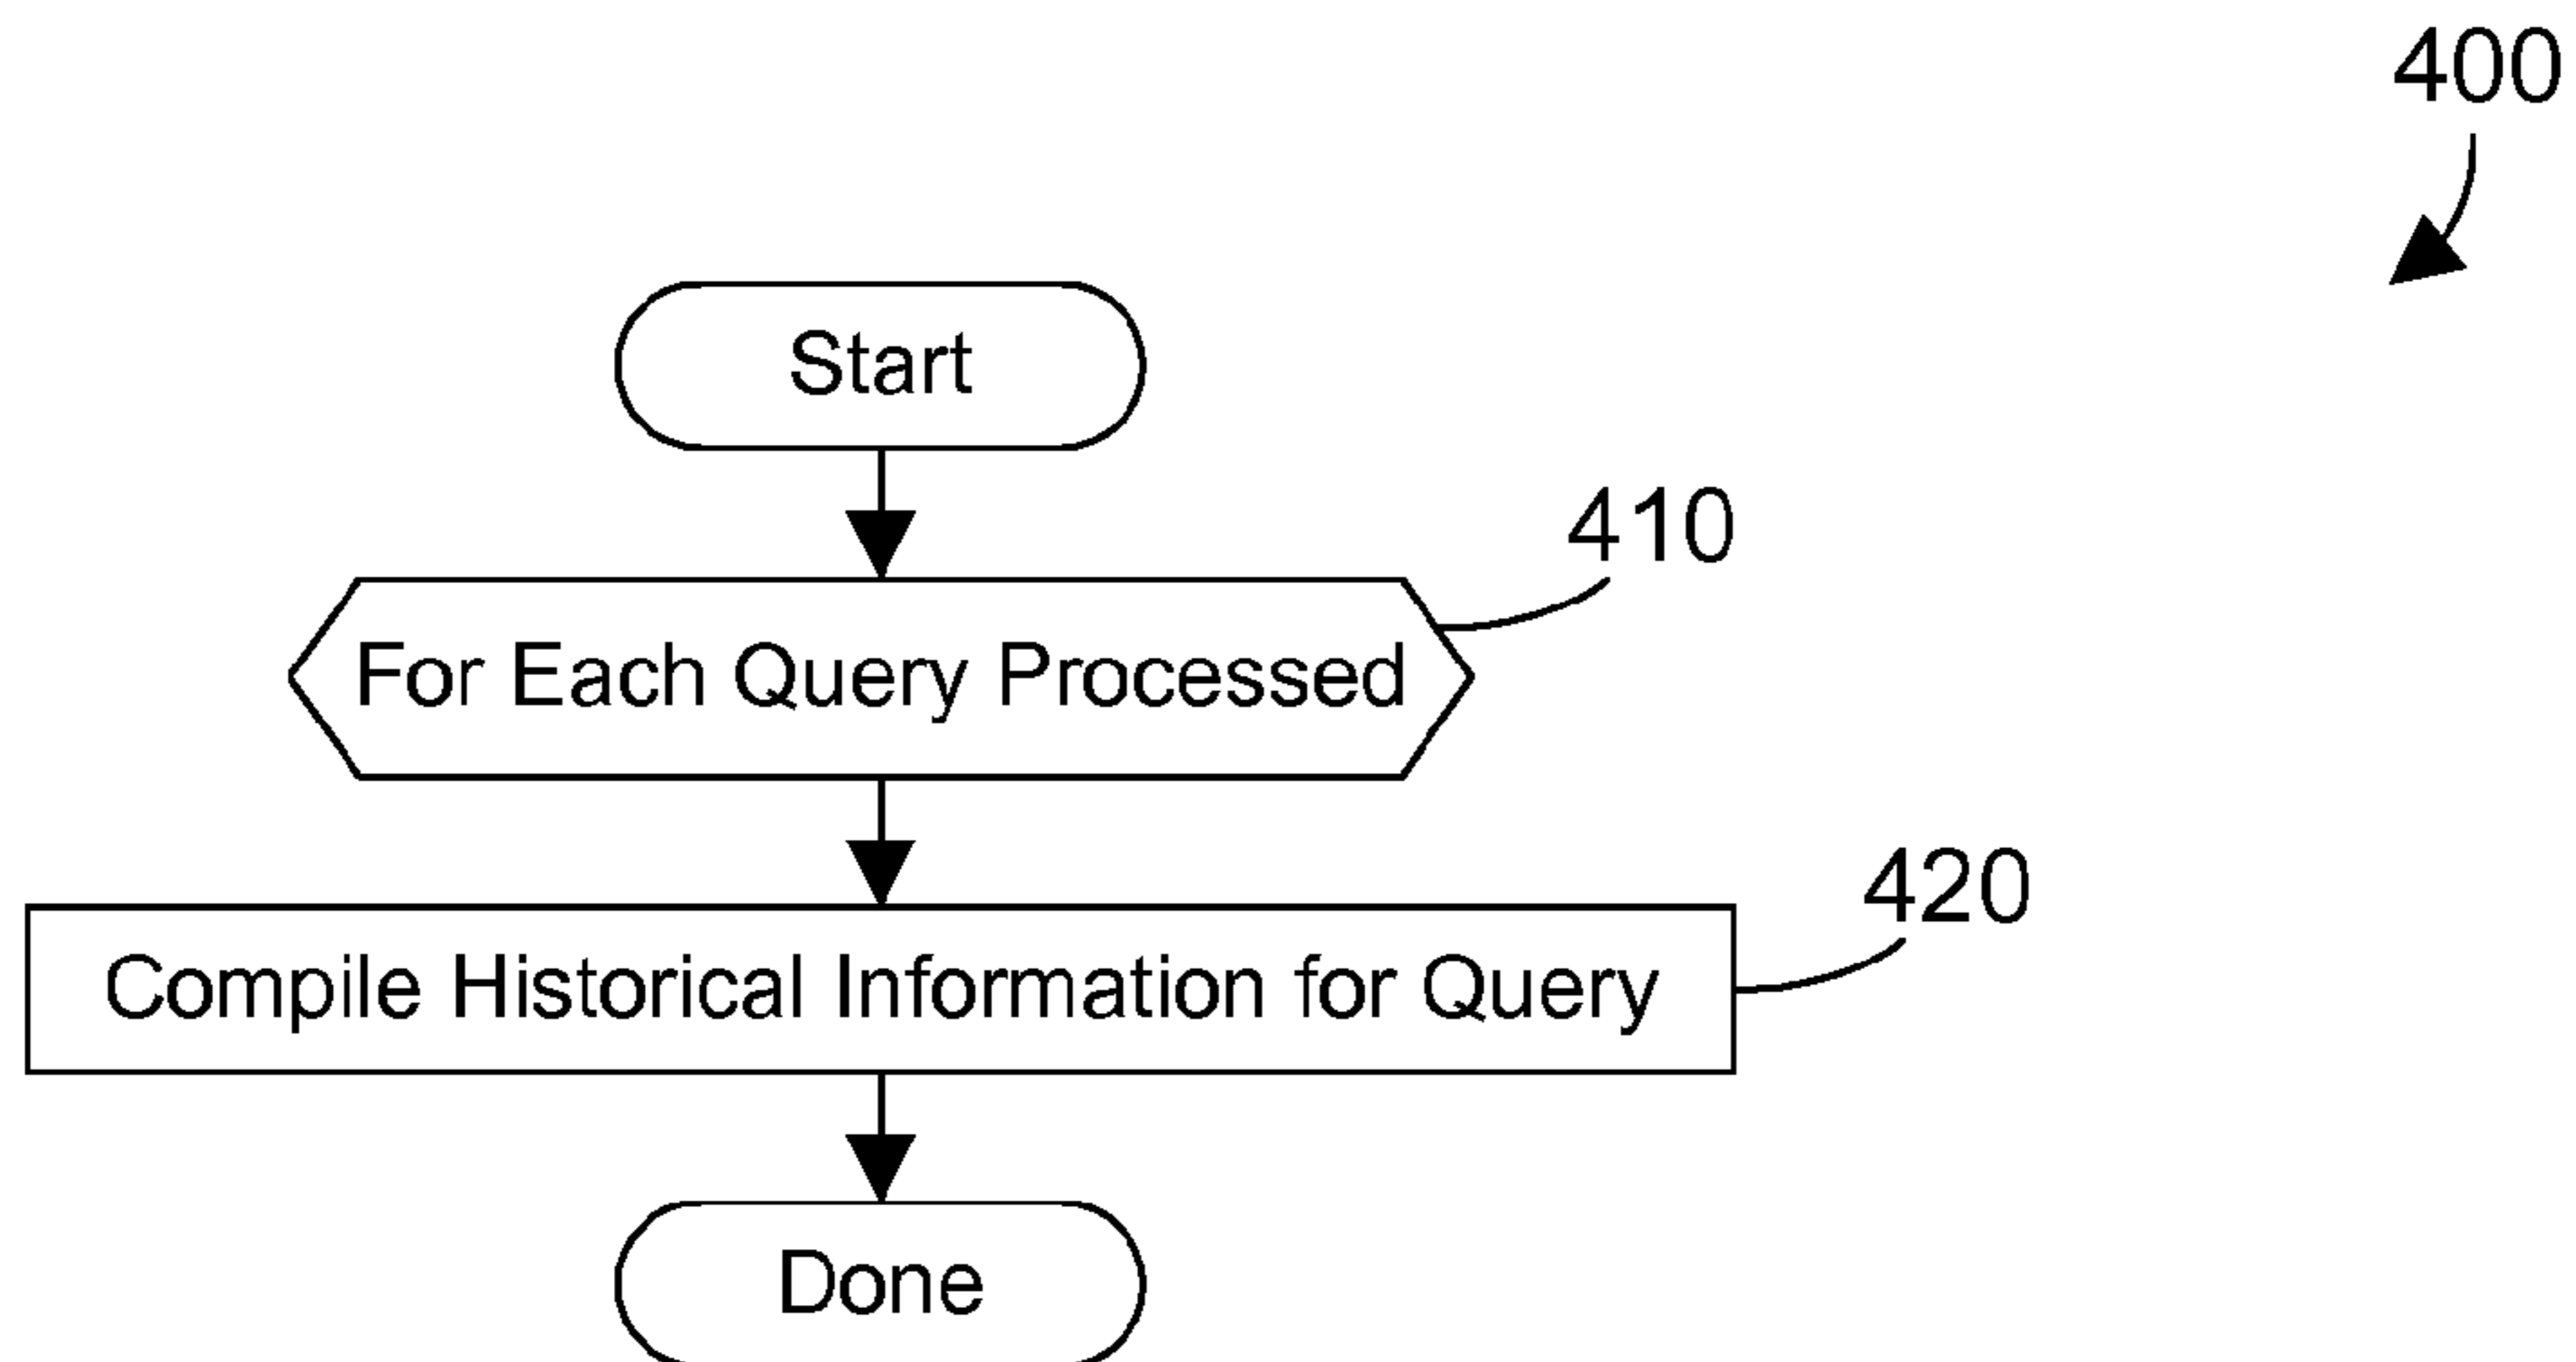 400
Start
410
For Each Query Processed
420
Compile Historical Information for Query
Done